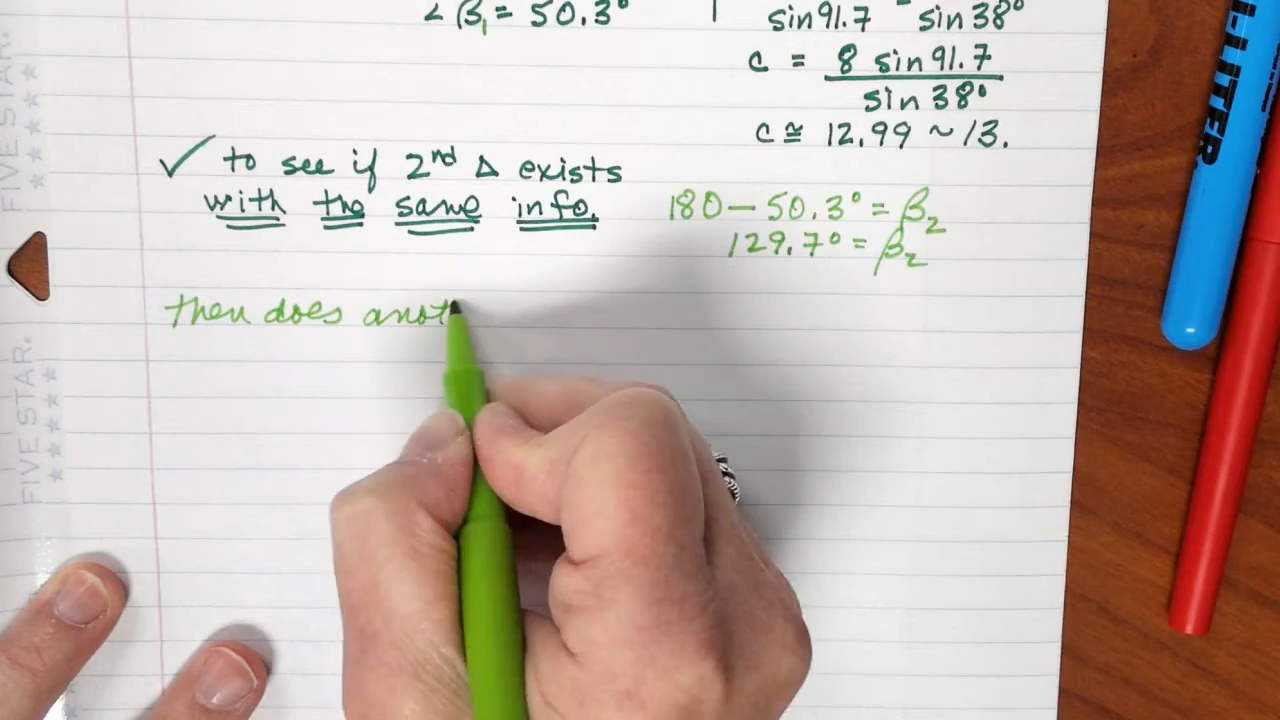 ∠β₁ = 50.3°
sin 91.7 = sin 38°
c = 8 sin 91.7
sin 38°
c ≅ 12.99 ~ 13.
✓ to see if 2nd Δ exists
with the same info.
180 – 50.3° = β₂
129.7° = β₂
then does anot
FIVE STAR.
FIVE STAR.